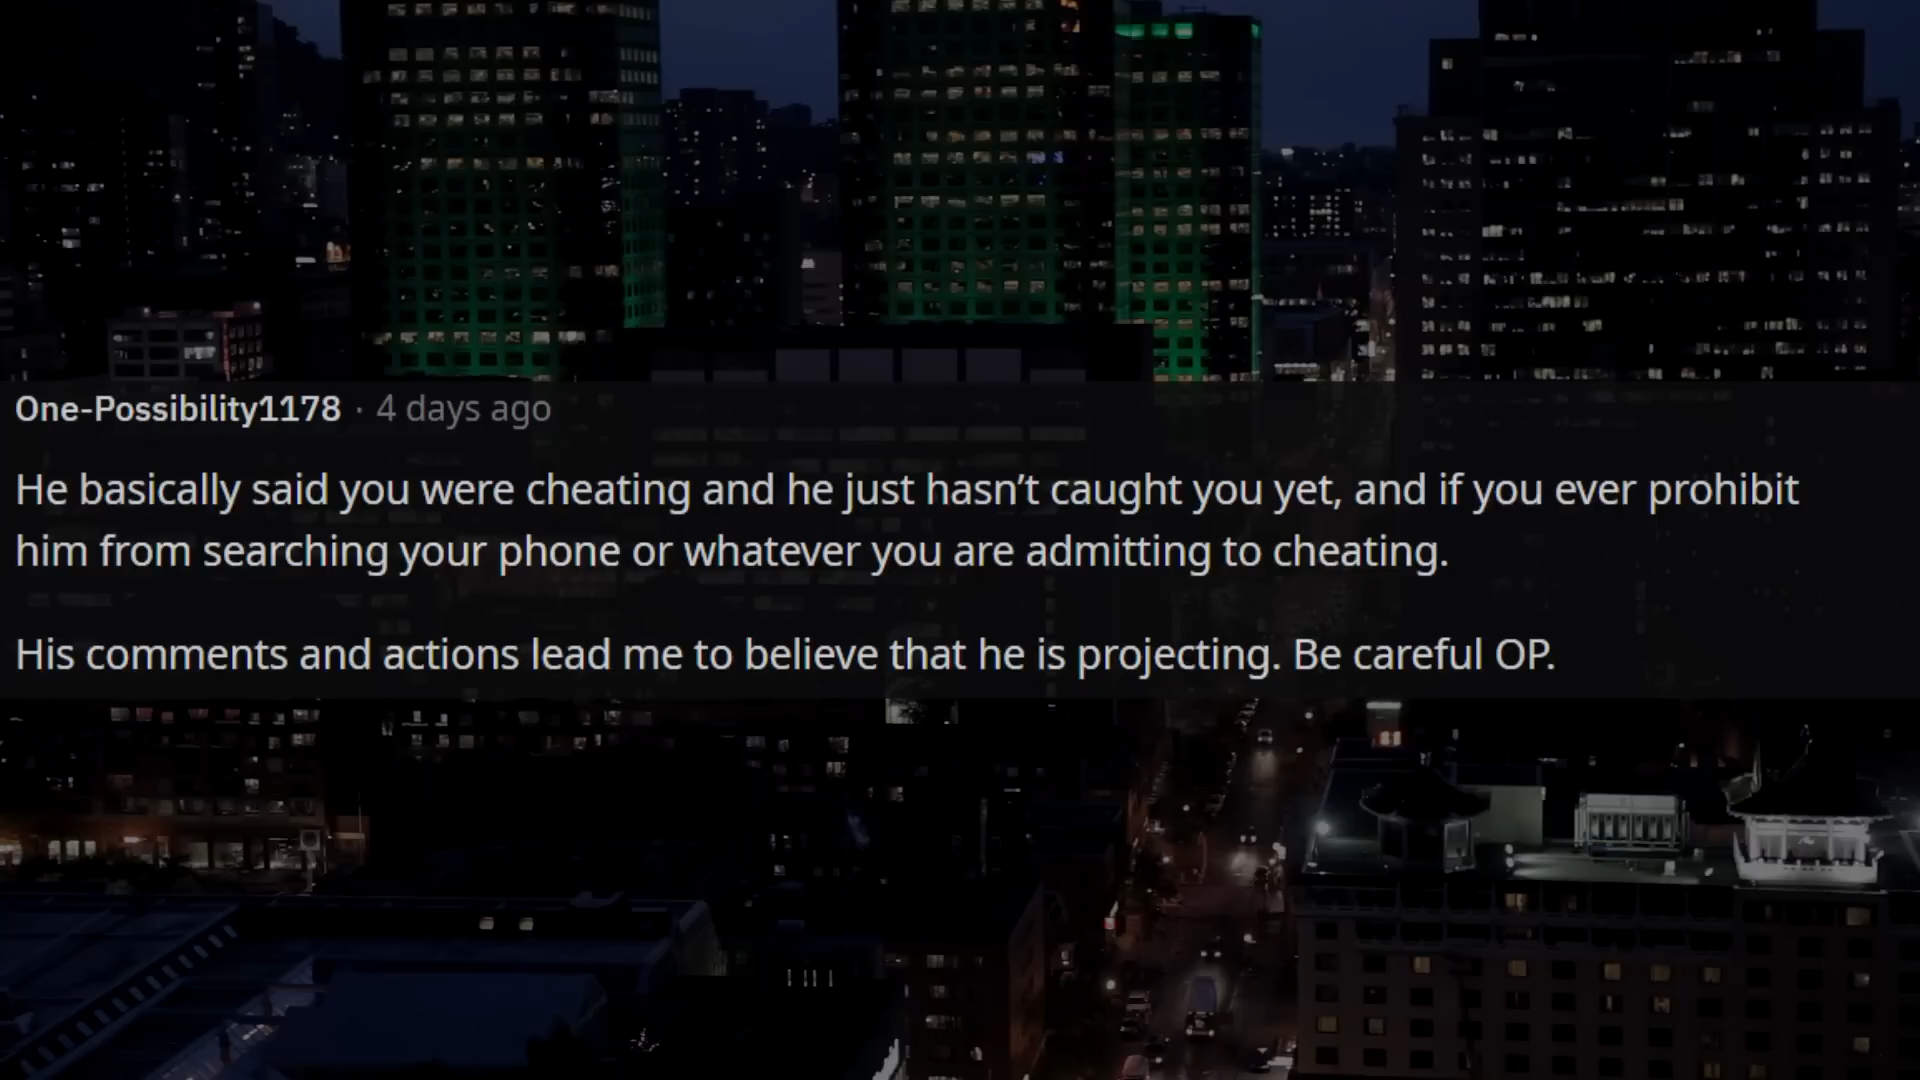 One-Possibility1178 · 4 days ago
He basically said you were cheating and he just hasn’t caught you yet, and if you ever prohibit
him from searching your phone or whatever you are admitting to cheating.
His comments and actions lead me to believe that he is projecting. Be careful OP.